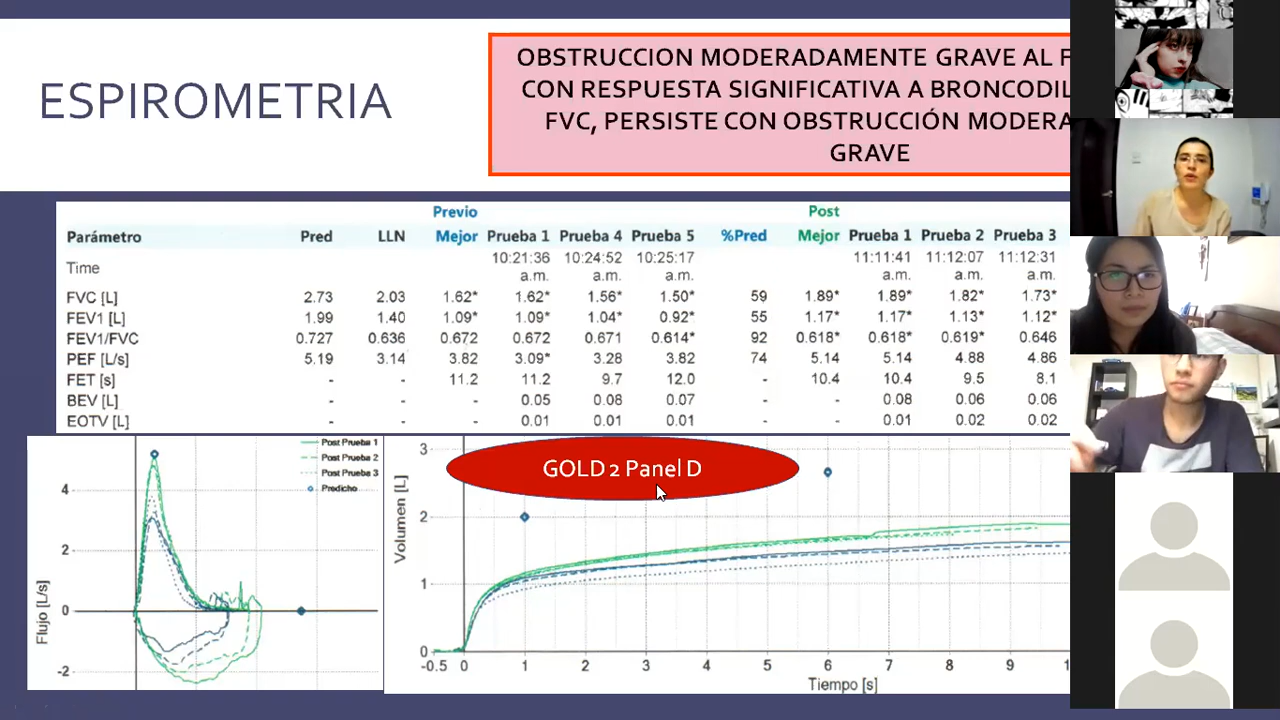 ESPIROMETRIA
OBSTRUCCION MODERADAMENTE GRAVE AL
CON RESPUESTA SIGNIFICATIVA A
FVC, PERSISTE CON OBSTRUCCIÓN
GRAVE
Previo Post
Parámetro Pred LLN Mejor Prueba 1 Prueba 4 Prueba 5 %Pred Mejor Prueba 1 Prueba 2 Prueba 3
Time 10:21:36 a.m. 10:24:52 a.m. 10:25:17 a.m. 11:11:41 a.m. 11:12:07 a.m. 11:12:31 a.m.
FVC [L] 2.73 2.03 1.62* 1.62* 1.56* 1.50* 59 1.89* 1.89* 1.82* 1.73*
FEV1 [L] 1.99 1.40 1.09* 1.09* 1.04* 0.92* 55 1.17* 1.17* 1.13* 1.12*
FEV1/FVC 0.727 0.636 0.672 0.672 0.671 0.614* 92 0.618* 0.618* 0.619* 0.646
PEF [L/s] 5.19 3.14 3.82 3.09* 3.28 3.82 74 5.14 5.14 4.88 4.86
FET [s] - - 11.2 11.2 9.7 12.0 - 10.4 10.4 9.5 8.1
BEV [L] - - - 0.05 0.08 0.07 - - 0.08 0.06 0.06
EOTV [L] - - - 0.01 0.01 0.01 - - 0.01 0.02 0.02
Post Prueba 1
Post Prueba 2
Post Prueba 3
Predicho
4
2
0
-2
Flujo [L/s]
GOLD 2 Panel D
3
2
1
0
Volumen [L]
-0.5 0 1 2 3 4 5 6 7 8 9
Tiempo [s]